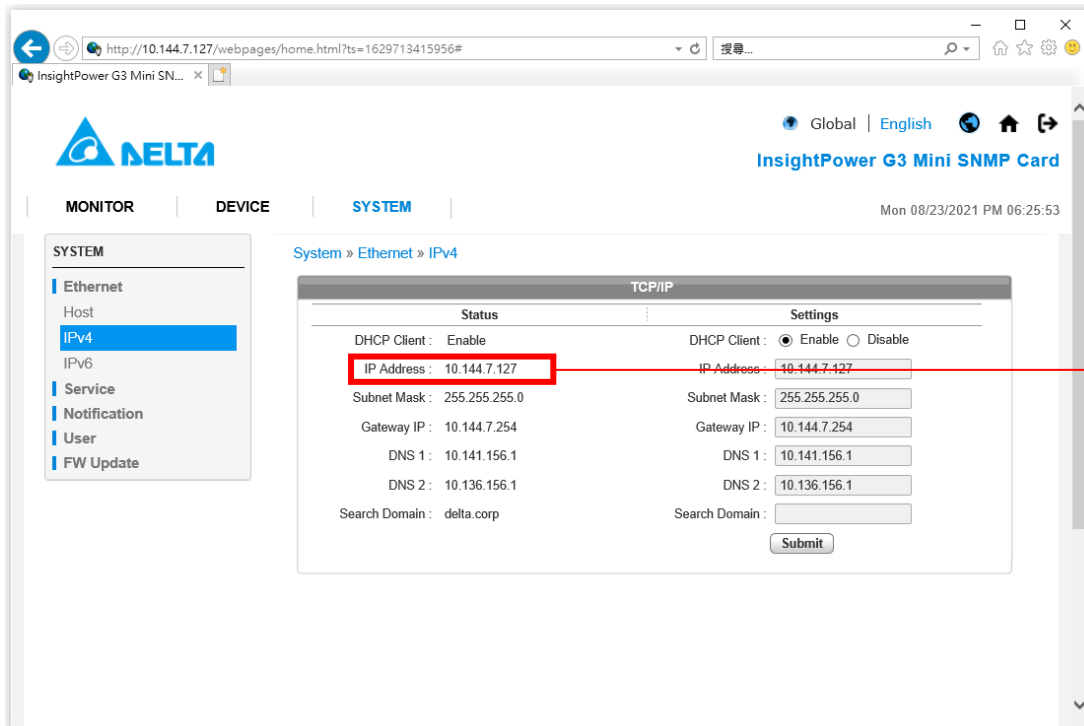 http://10.144.7.127/webpages/home.html?ts=1629713415956#
搜尋...
InsightPower G3 Mini SN...
Global | English
DELTA
InsightPower G3 Mini SNMP Card
MONITOR DEVICE SYSTEM
Mon 08/23/2021 PM 06:25:53
SYSTEM
Ethernet
Host
IPv4
IPv6
Service
Notification
User
FW Update
System » Ethernet » IPv4
TCP/IP
Status Settings
DHCP Client : Enable DHCP Client : Enable Disable
IP Address : 10.144.7.127 IP Address : 10.144.7.127
Subnet Mask : 255.255.255.0 Subnet Mask : 255.255.255.0
Gateway IP : 10.144.7.254 Gateway IP : 10.144.7.254
DNS 1 : 10.141.156.1 DNS 1 : 10.141.156.1
DNS 2 : 10.136.156.1 DNS 2 : 10.136.156.1
Search Domain : delta.corp Search Domain :
Submit